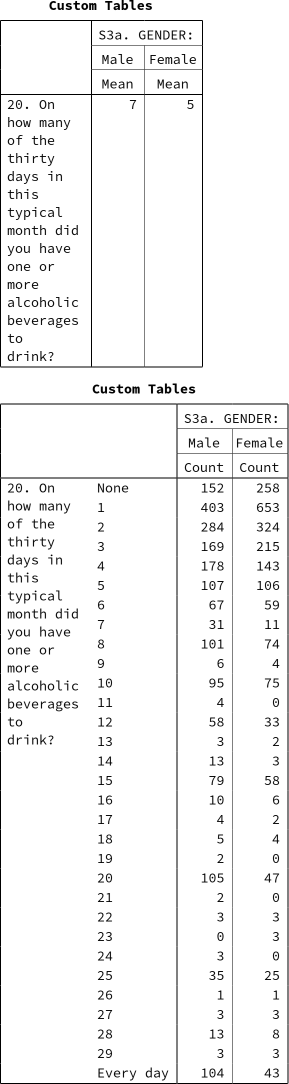 Custom Tables
S3a. GENDER:
Male Female
Mean Mean
20. On 7 5
how many
of the
thirty
days in
this
typical
month did
you have
one or
more
alcoholic
beverages
to
drink?
Custom Tables
S3a. GENDER:
Male Female
Count Count
20. On None 152 258
how many 1 403 653
of the 2 284 324
thirty 3 169 215
days in 4 178 143
this 5 107 106
typical 6 67 59
month did 7 31 11
you have 8 101 74
one or 9 6 4
more 10 95 75
alcoholic 11 4 0
beverages 12 58 33
to 13 3 2
drink? 14 13 3
15 79 58
16 10 6
17 4 2
18 5 4
19 2 0
20 105 47
21 2 0
22 3 3
23 0 3
24 3 0
25 35 25
26 1 1
27 3 3
28 13 8
29 3 3
Every day 104 43